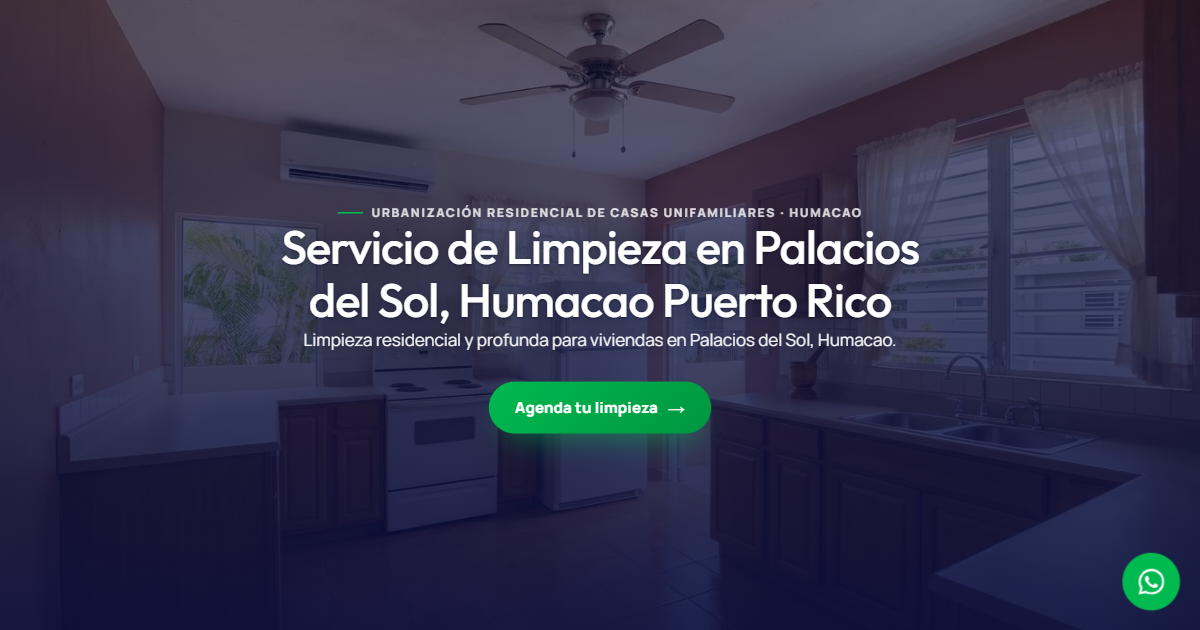 URBANIZACIÓN RESIDENCIAL DE CASAS UNIFAMILIARES · HUMACAO
Servicio de Limpieza en Palacios
del Sol, Humacao Puerto Rico
Limpieza residencial y profunda para viviendas en Palacios del Sol, Humacao.
Agenda tu limpieza →